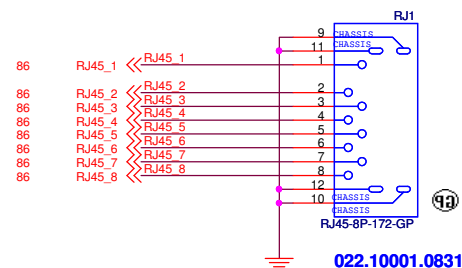 RJ1
9 CHASSIS
11 CHASSIS
86 RJ45_1 RJ45_1 1
86 RJ45_2 RJ45_2 2
86 RJ45_3 RJ45_3 3
86 RJ45_4 RJ45_4 4
86 RJ45_5 RJ45_5 5
86 RJ45_6 RJ45_6 6
86 RJ45_7 RJ45_7 7
86 RJ45_8 RJ45_8 8
12 CHASSIS
10 CHASSIS
RJ45-8P-172-GP
022.10001.0831